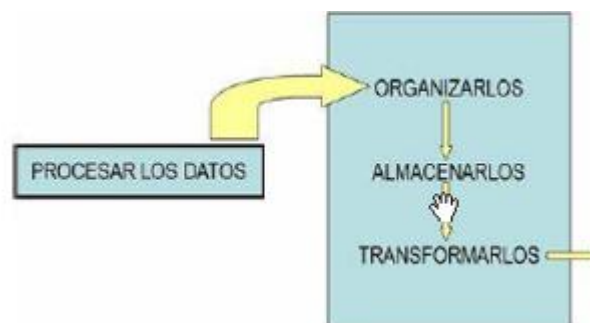 ORGANIZARLOS
PROCESAR LOS DATOS
ALMACENARLOS
TRANSFORMARLOS